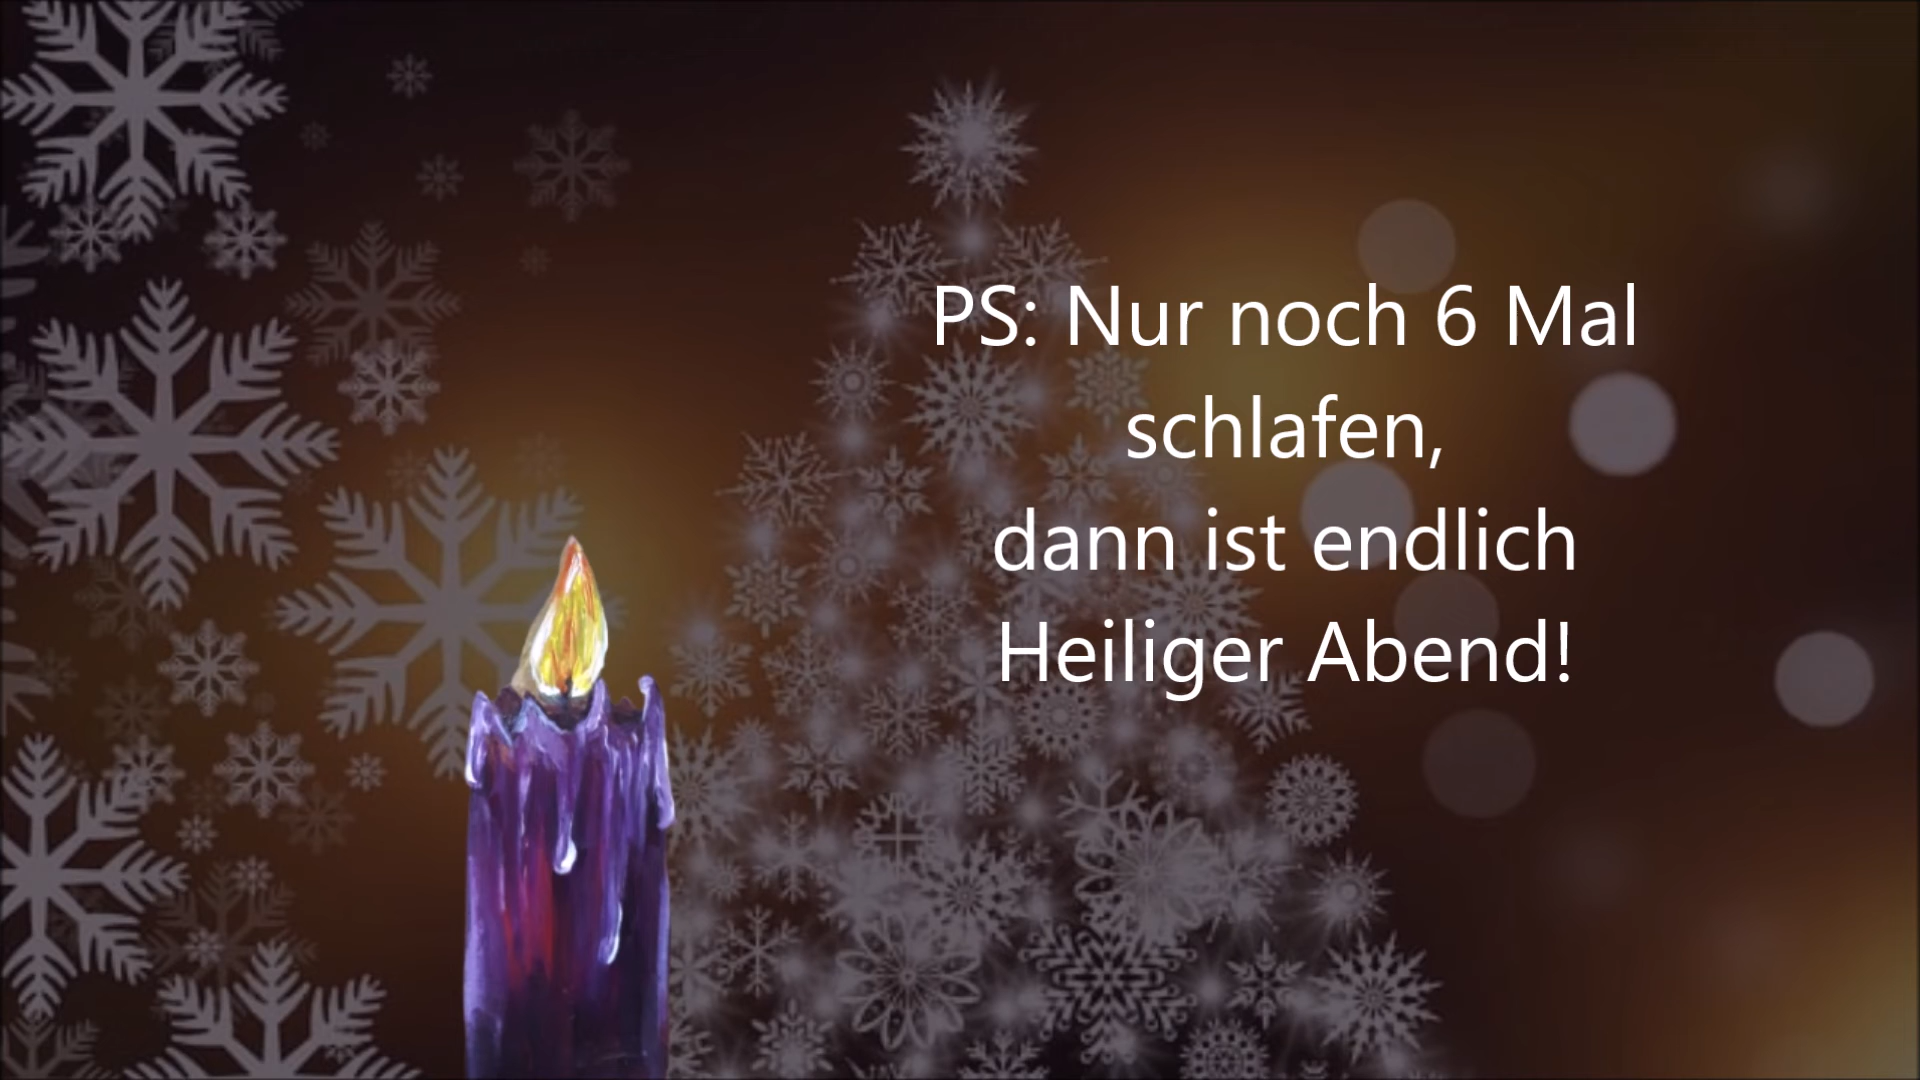 PS: Nur noch 6 Mal
schlafen,
dann ist endlich
Heiliger Abend!